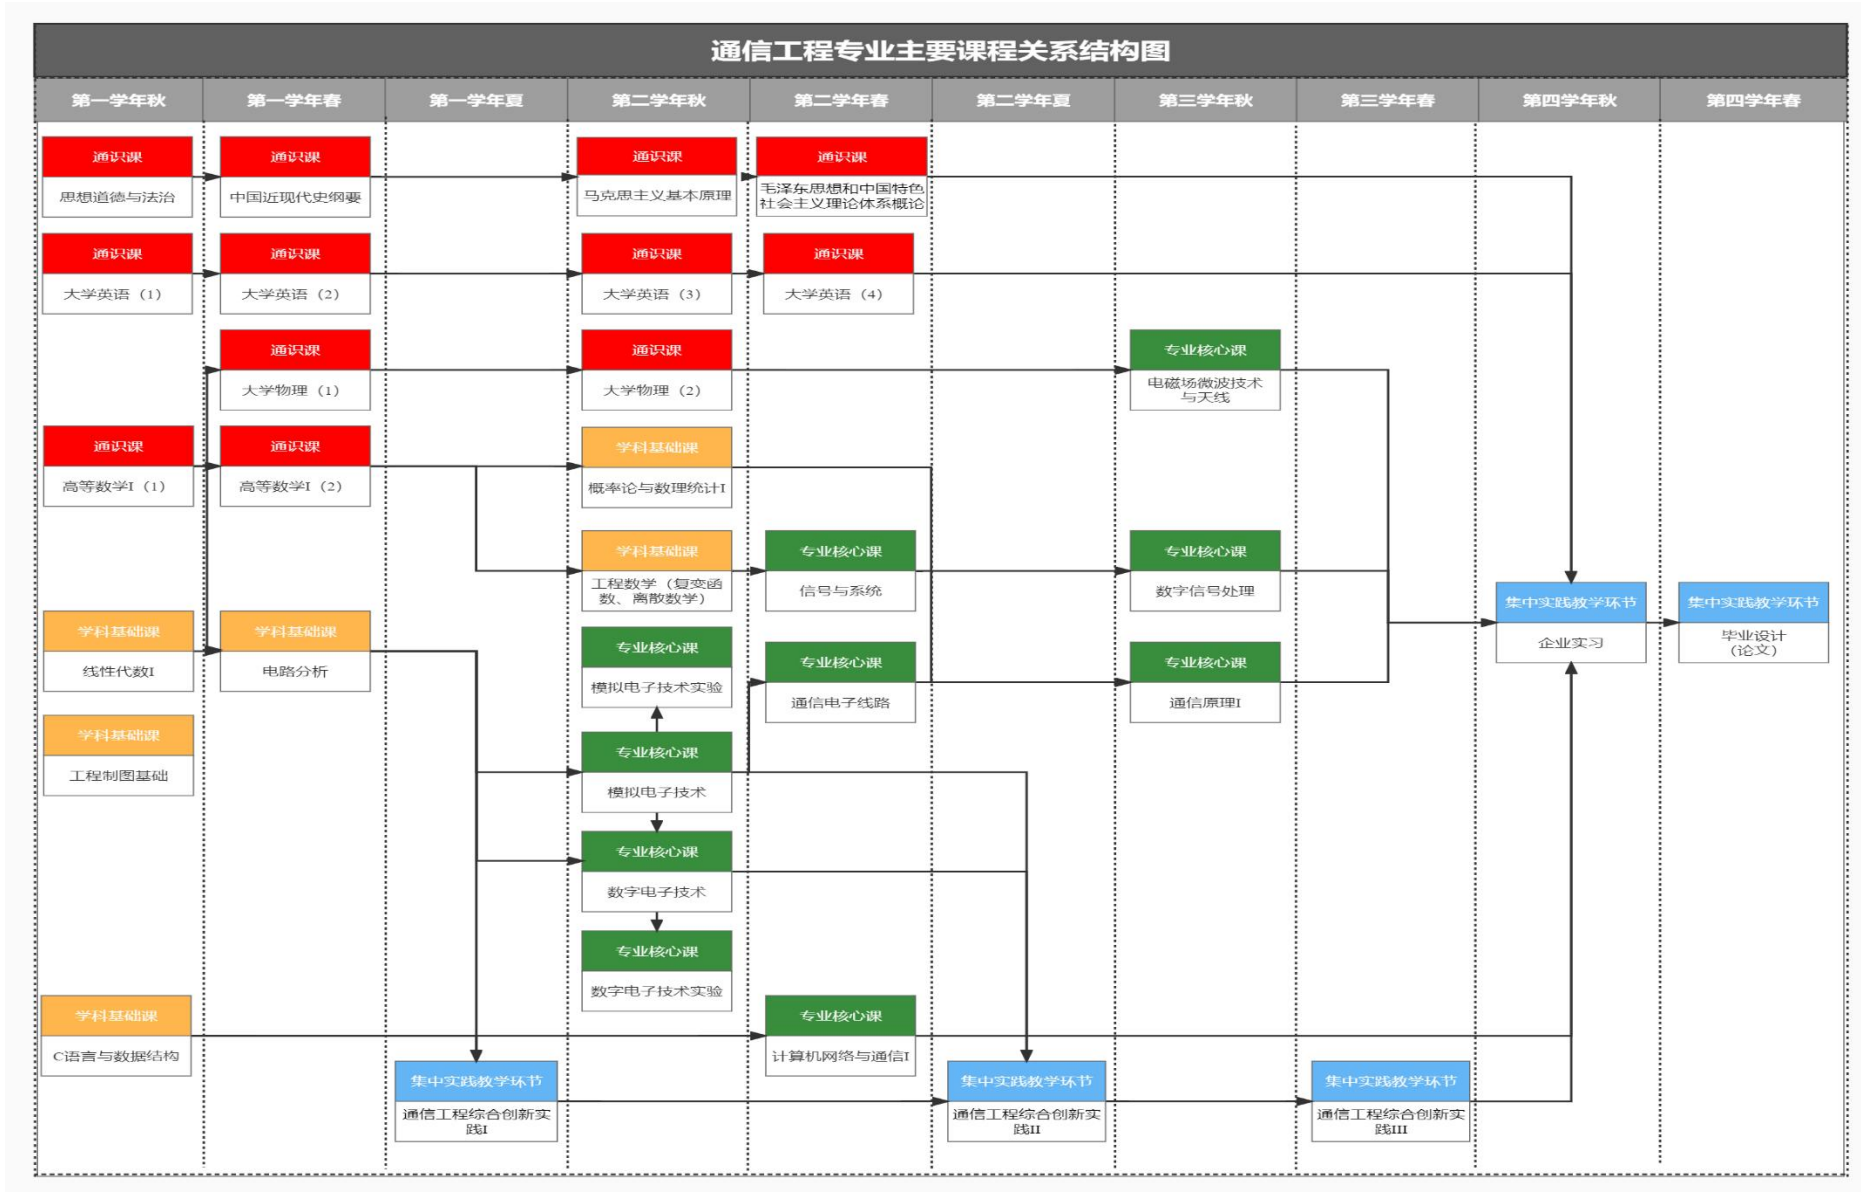 通信工程专业主要课程关系结构图
第一学年秋
第一学年春
第一学年夏
第二学年秋
第二学年春
第二学年夏
第三学年秋
第三学年春
第四学年秋
第四学年春
通识课
思想道德与法治
通识课
中国近现代史纲要
通识课
马克思主义基本原理
通识课
毛泽东思想和中国特色
社会主义理论体系概论
通识课
大学英语（1）
通识课
大学英语（2）
通识课
大学英语（3）
通识课
大学英语（4）
通识课
大学物理（1）
通识课
大学物理（2）
专业核心课
电磁场微波技术
与天线
通识课
高等数学I（1）
通识课
高等数学I（2）
学科基础课
概率论与数理统计I
学科基础课
工程数学（复变函
数、离散数学）
专业核心课
信号与系统
专业核心课
数字信号处理
集中实践教学环节
企业实习
集中实践教学环节
毕业设计
（论文）
学科基础课
线性代数I
学科基础课
电路分析
专业核心课
模拟电子技术实验
专业核心课
通信电子线路
专业核心课
通信原理I
学科基础课
工程制图基础
专业核心课
模拟电子技术
专业核心课
数字电子技术
专业核心课
数字电子技术实验
学科基础课
C语言与数据结构
专业核心课
计算机网络与通信I
集中实践教学环节
通信工程综合创新实
践I
集中实践教学环节
通信工程综合创新实
践II
集中实践教学环节
通信工程综合创新实
践III